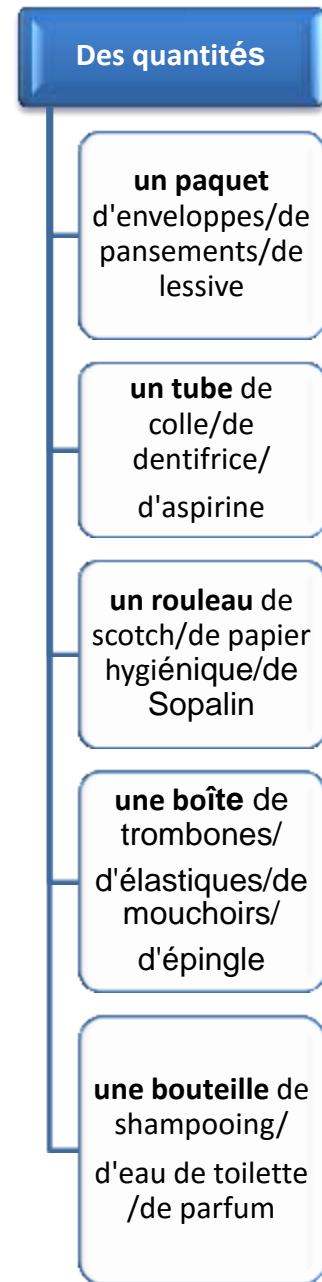 Des quantités
un paquet
d'enveloppes/de
pansements/de
lessive
un tube de
colle/de
dentifrice/
d'aspirine
un rouleau de
scotch/de papier
hygiénique/de
Sopalin
une boîte de
trombones/
d'élastiques/de
mouchoirs/
d'épingle
une bouteille de
shampooing/
d'eau de toilette
/de parfum